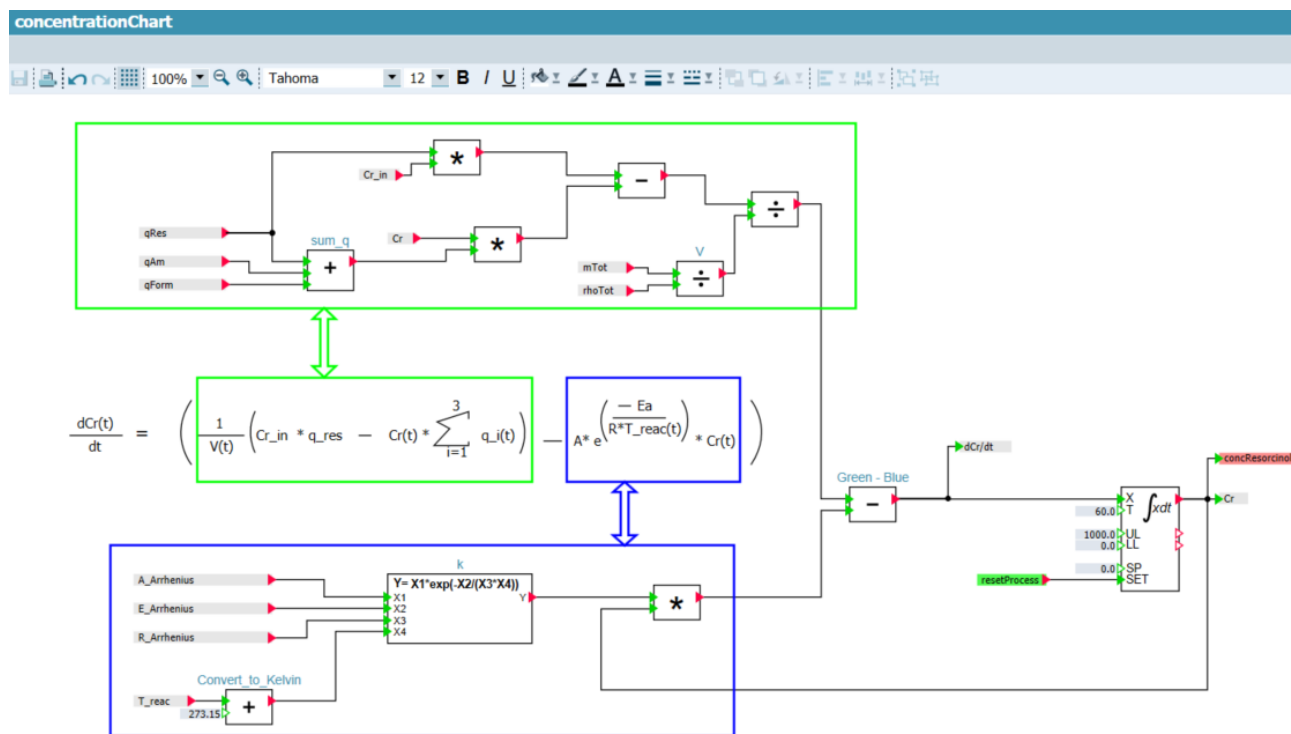 concentrationChart
100% Tahoma 12 B I U A
*
Cr_in
-
÷
qRes
sum_q
Cr
*
V
qAm
+
mTot
÷
qForm
rhoTot
dCr(t)
dt
=
( 1
V(t)
( Cr_in * q_res - Cr(t) * ∑ q_i(t) )
3
i=1
-
A* e
( - Ea
R*T_reac(t) )
* Cr(t) )
dCr/dt
concResorcinol
Green - Blue
-
X
T
∫xdt
Cr
60.0
1000.0 UL
0.0 LL
0.0 SP
resetProcess SET
k
A_Arrhenius
Y= X1*exp(-X2/(X3*X4))
X1
Y
*
E_Arrhenius
X2
X3
R_Arrhenius
X4
Convert_to_Kelvin
T_reac
+
273.15